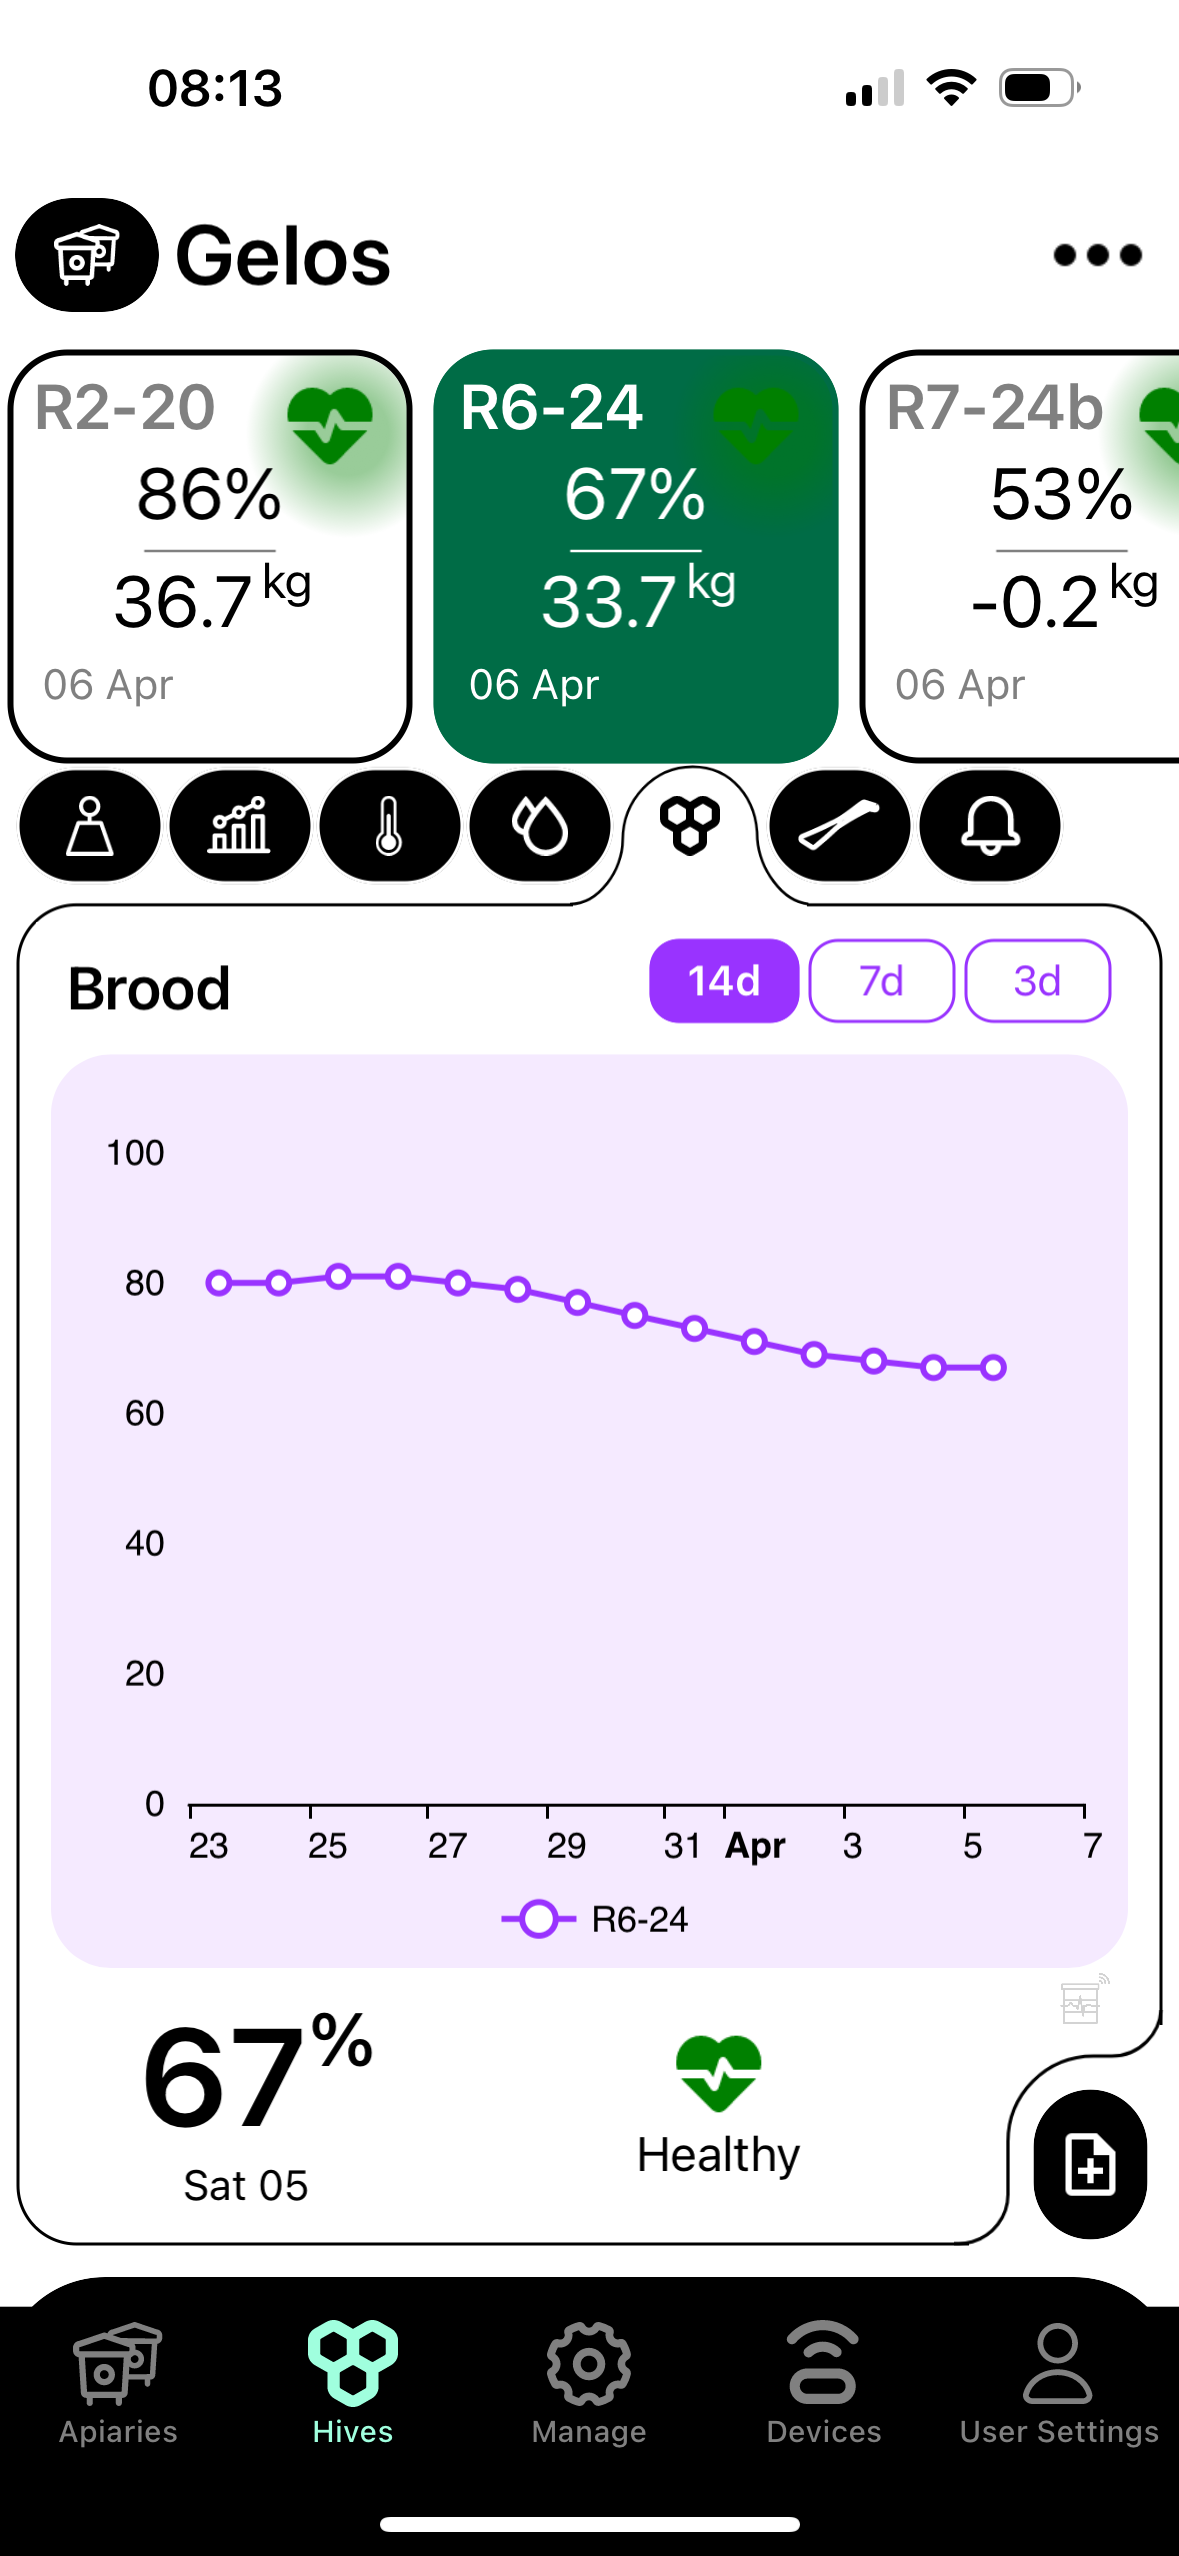 08:13
Gelos
R2-20
86%
36.7 kg
06 Apr
R6-24
67%
33.7 kg
06 Apr
R7-24b
53%
-0.2 kg
06 Apr
Brood
14d 7d 3d
100
80
60
40
20
0
23 25 27 29 31 Apr 3 5 7
R6-24
67%
Sat 05
Healthy
Apiaries Hives Manage Devices User Settings